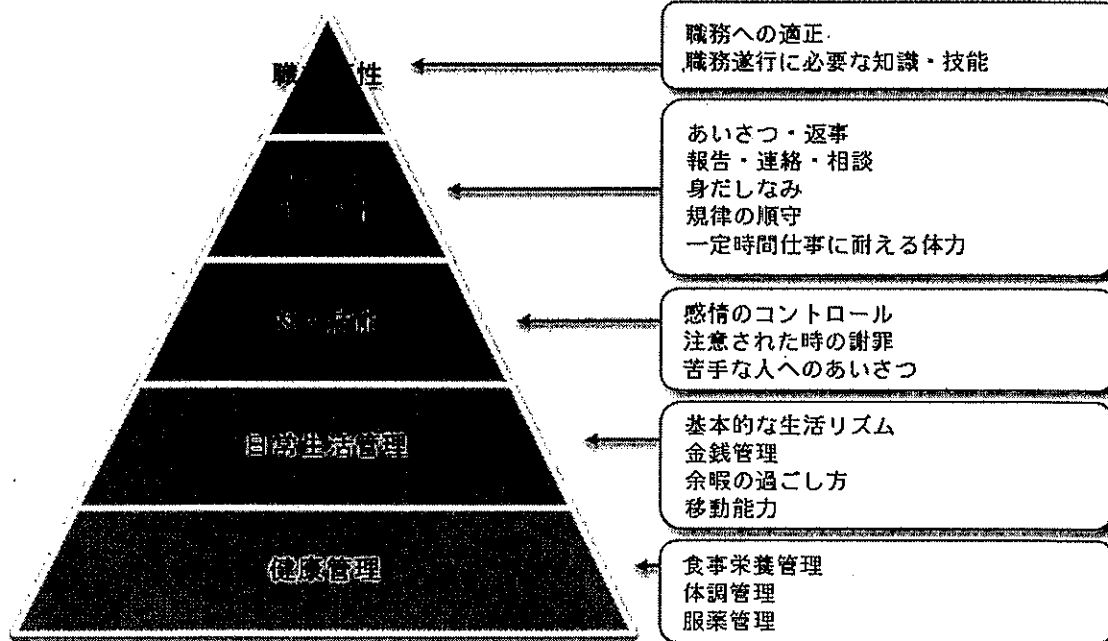 職務への適正
職務遂行に必要な知識・技能
あいさつ・返事
報告・連絡・相談
身だしなみ
規律の順守
一定時間仕事に耐える体力
感情のコントロール
注意された時の謝罪
苦手な人へのあいさつ
日常生活管理
基本的な生活リズム
金銭管理
余暇の過ごし方
移動能力
健康管理
食事栄養管理
体調管理
服薬管理